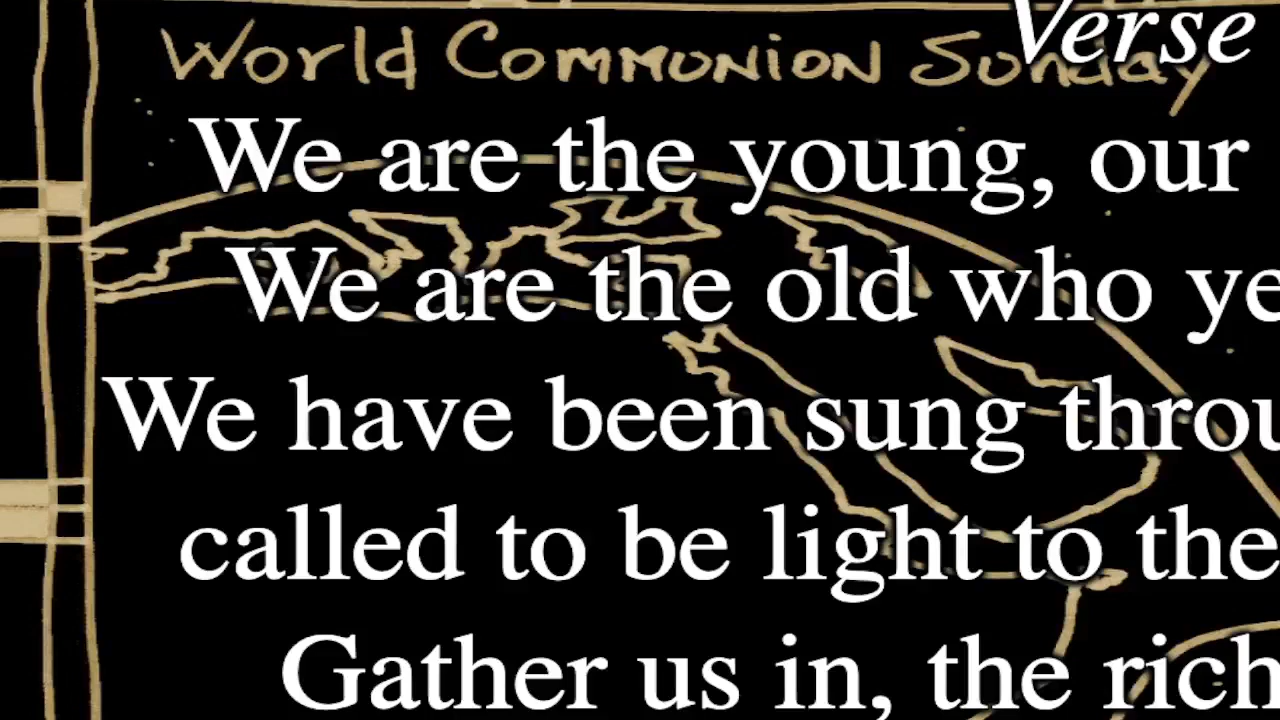 World Communion Sunday
Verse
We are the young, our
We are the old who ye
We have been sung throu
called to be light to the
Gather us in, the rich